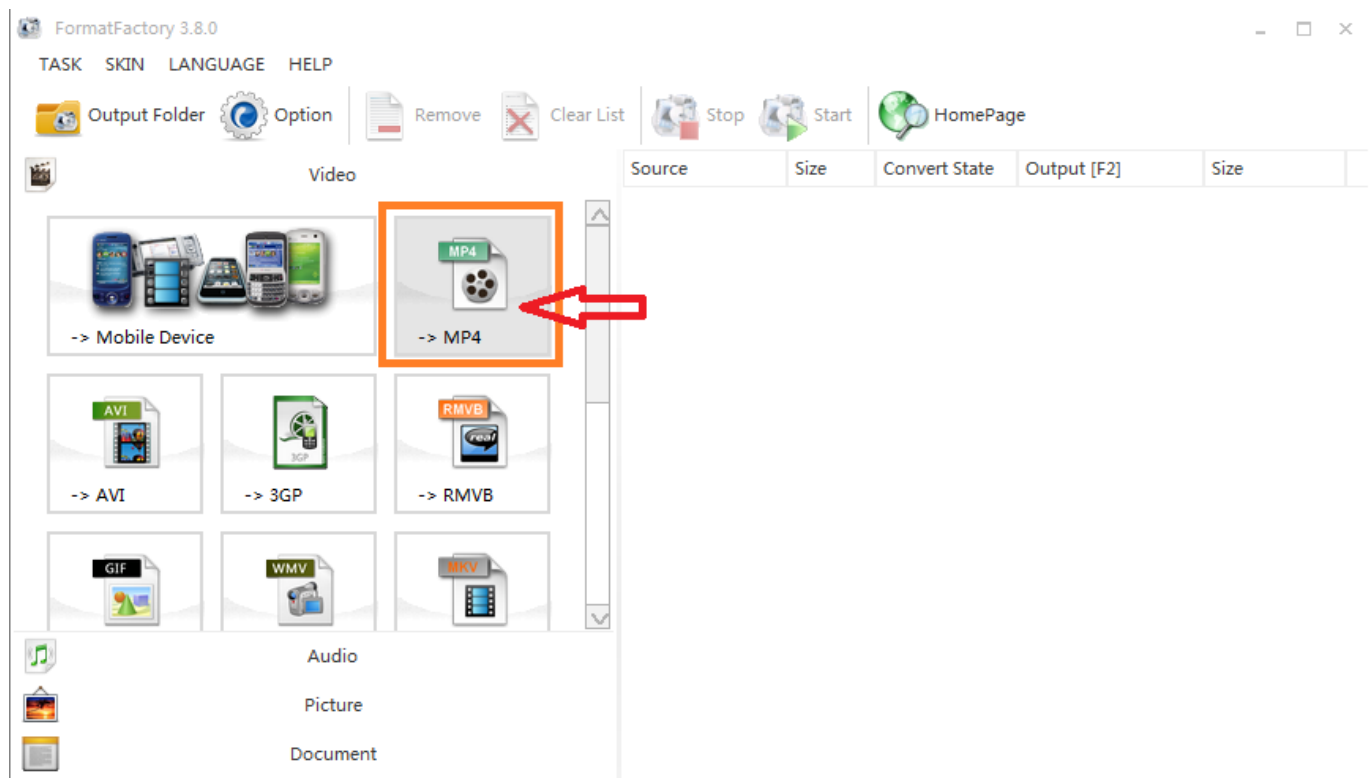 FormatFactory 3.8.0
TASK SKIN LANGUAGE HELP
Output Folder Option Remove Clear List Stop Start HomePage
Video
Source Size Convert State Output [F2] Size
MP4
-> Mobile Device -> MP4
AVI RMVB
real
3GP
-> AVI -> 3GP -> RMVB
GIF WMV MKV
Audio
Picture
Document